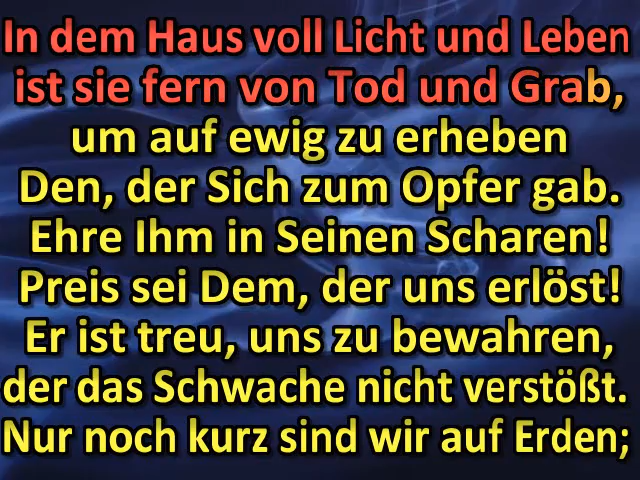 In dem Haus voll Licht und Leben
ist sie fern von Tod und Grab,
um auf ewig zu erheben
Den, der Sich zum Opfer gab.
Ehre Ihm in Seinen Scharen!
Preis sei Dem, der uns erlöst!
Er ist treu, uns zu bewahren,
der das Schwache nicht verstößt.
Nur noch kurz sind wir auf Erden;